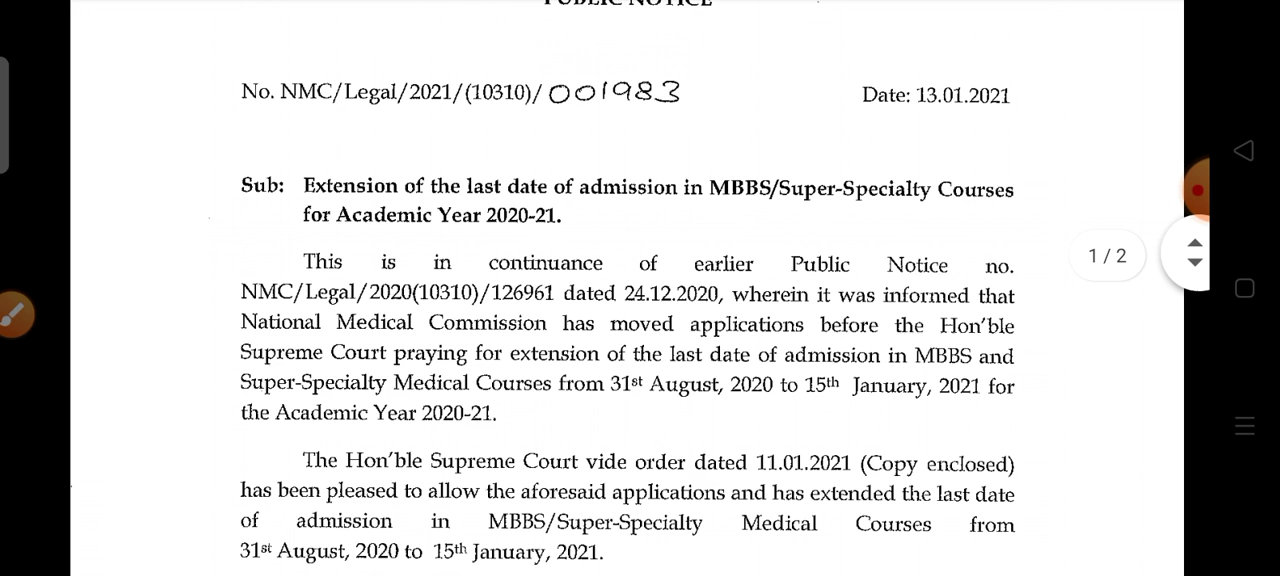 PUBLIC NOTICE
No. NMC/Legal/2021/(10310)/ 001983 Date: 13.01.2021
Sub: Extension of the last date of admission in MBBS/Super-Specialty Courses
for Academic Year 2020-21.
This is in continuance of earlier Public Notice no.
NMC/Legal/2020(10310)/126961 dated 24.12.2020, wherein it was informed that
National Medical Commission has moved applications before the Hon'ble
Supreme Court praying for extension of the last date of admission in MBBS and
Super-Specialty Medical Courses from 31st August, 2020 to 15th January, 2021 for
the Academic Year 2020-21.
1 / 2
The Hon'ble Supreme Court vide order dated 11.01.2021 (Copy enclosed)
has been pleased to allow the aforesaid applications and has extended the last date
of admission in MBBS/Super-Specialty Medical Courses from
31st August, 2020 to 15th January, 2021.